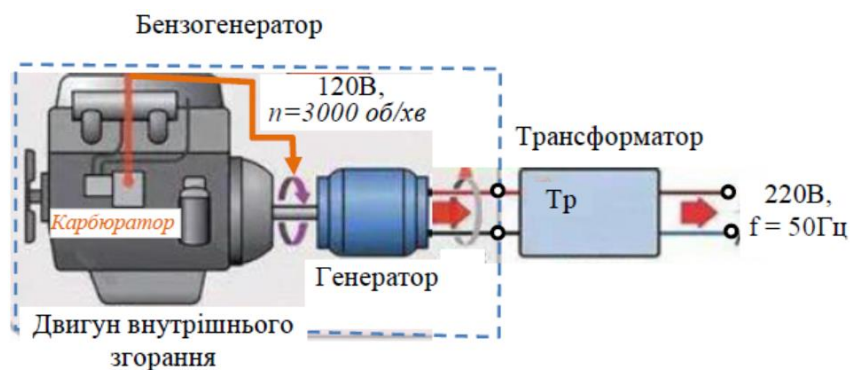 Бензогенератор
120В,
n=3000 об/хв
Трансформатор
Карбюратор
Тр
220В,
f = 50Гц
Генератор
Двигун внутрішнього
згорання